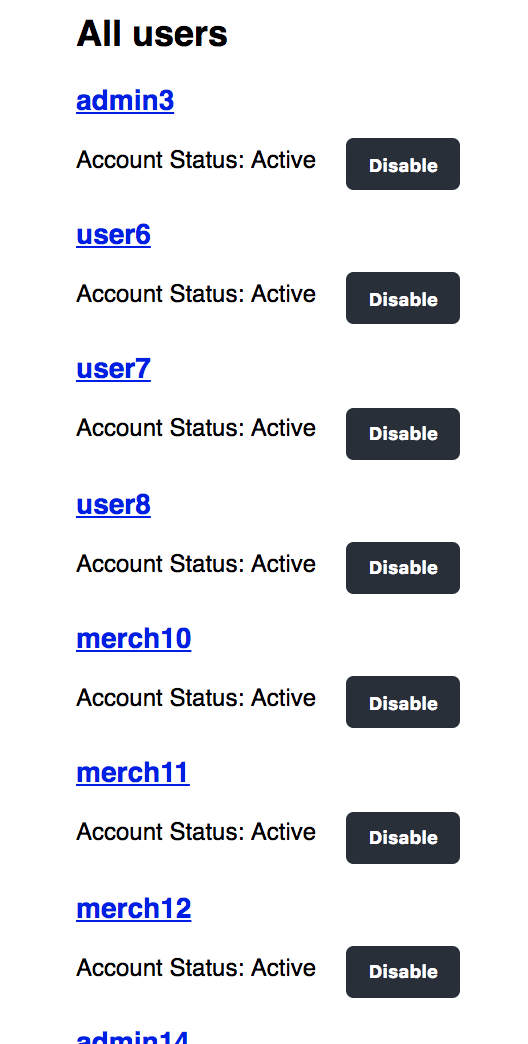 All users
admin3
Account Status: Active Disable
user6
Account Status: Active Disable
user7
Account Status: Active Disable
user8
Account Status: Active Disable
merch10
Account Status: Active Disable
merch11
Account Status: Active Disable
merch12
Account Status: Active Disable
admin14